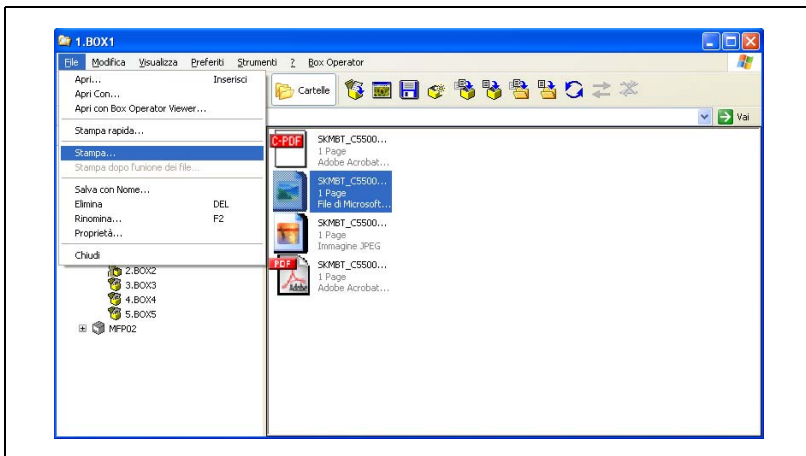 1.BOX1
File Modifica Visualizza Preferiti Strumenti ? Box Operator
Apri... Inserisci
Apri Con...
Apri con Box Operator Viewer...
Stampa rapida...
Stampa...
Stampa dopo l'unione dei file...
Salva con Nome...
Elimina DEL
Rinomina... F2
Proprietà...
Chiudi
Cartelle
Vai
2.BOX2
3.BOX3
4.BOX4
5.BOX5
MFP02
C-PDF
SKMBT_C5500...
1 Page
Adobe Acrobat...
SKMBT_C5500...
1 Page
File di Microsoft...
SKMBT_C5500...
1 Page
Immagine JPEG
PDF
Adobe
SKMBT_C5500...
1 Page
Adobe Acrobat...